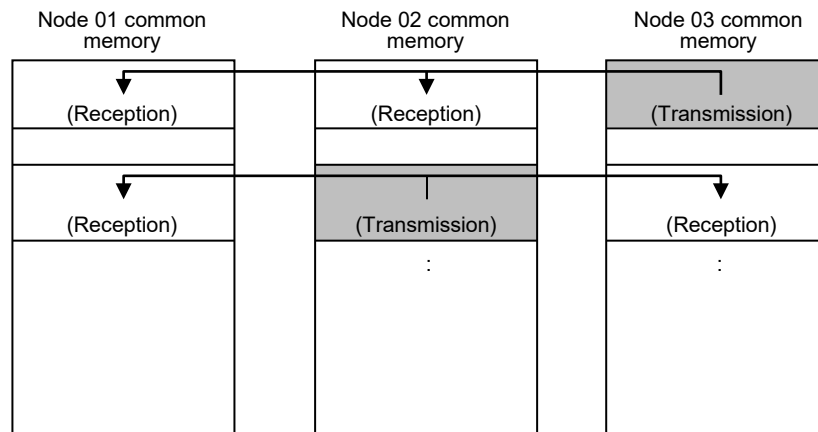 Node 01 common
memory
Node 02 common
memory
Node 03 common
memory
(Reception)
(Reception)
(Transmission)
(Reception)
(Transmission)
(Reception)
:
: